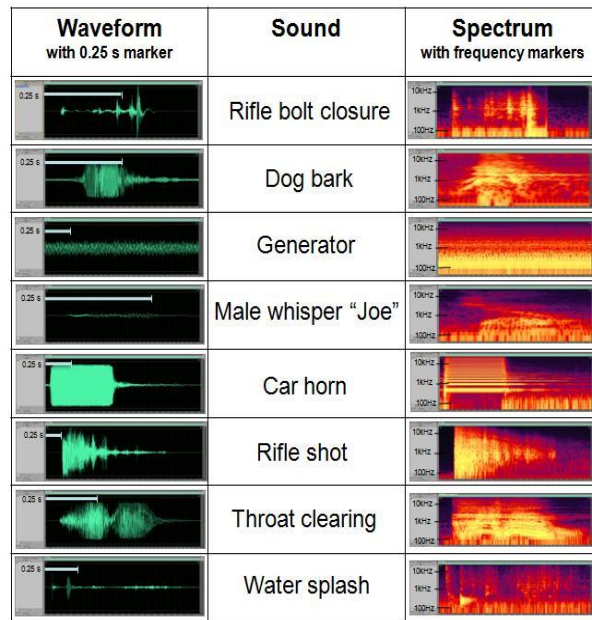 Waveform
with 0.25 s marker
Sound
Spectrum
with frequency markers
0.25 s
Rifle bolt closure
10kHz
1kHz
100Hz
0.25 s
Dog bark
10kHz
1kHz
100Hz
0.25 s
Generator
10kHz
1kHz
100Hz
0.25 s
Male whisper “Joe”
10kHz
1kHz
100Hz
0.25 s
Car horn
10kHz
1kHz
100Hz
0.25 s
Rifle shot
10kHz
1kHz
100Hz
0.25 s
Throat clearing
10kHz
1kHz
100Hz
0.25 s
Water splash
10kHz
1kHz
100Hz